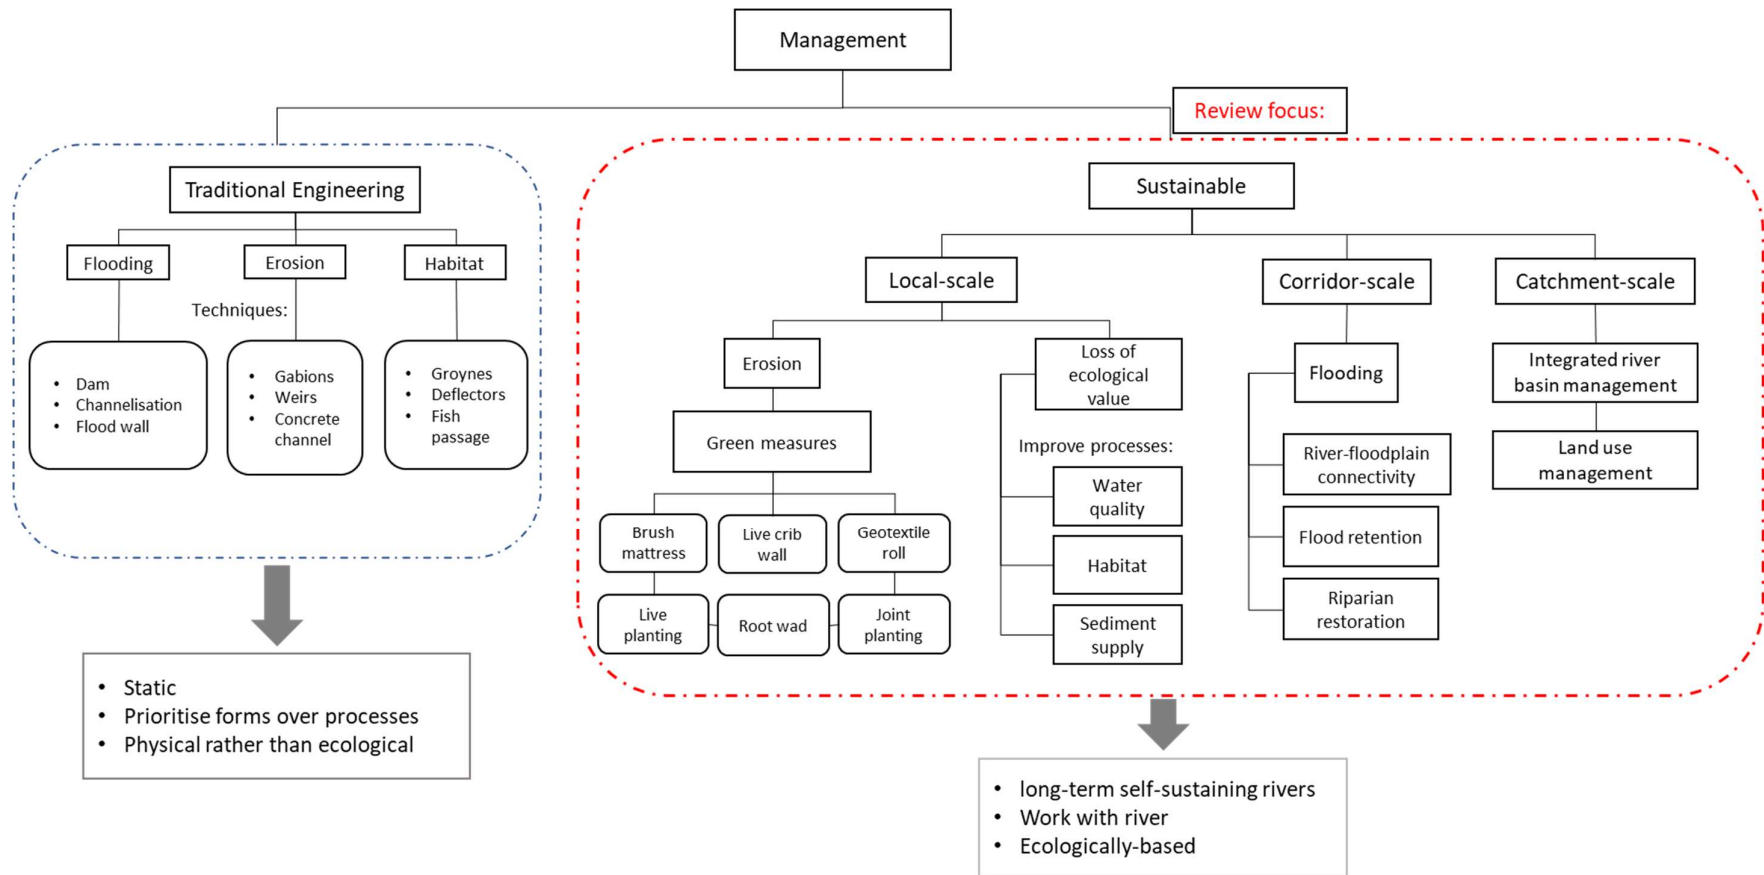 Management
Review focus:
Traditional Engineering
Flooding
Erosion
Habitat
Techniques:
• Dam
• Channelisation
• Flood wall
• Gabions
• Weirs
• Concrete
channel
• Groynes
• Deflectors
• Fish
passage
• Static
• Prioritise forms over processes
• Physical rather than ecological
Sustainable
Local-scale
Corridor-scale
Catchment-scale
Erosion
Green measures
Brush
mattress
Live crib
wall
Geotextile
roll
Live
planting
Root wad
Joint
planting
Loss of
ecological
value
Improve processes:
Water
quality
Habitat
Sediment
supply
Flooding
River-floodplain
connectivity
Flood retention
Riparian
restoration
Integrated river
basin management
Land use
management
• long-term self-sustaining rivers
• Work with river
• Ecologically-based